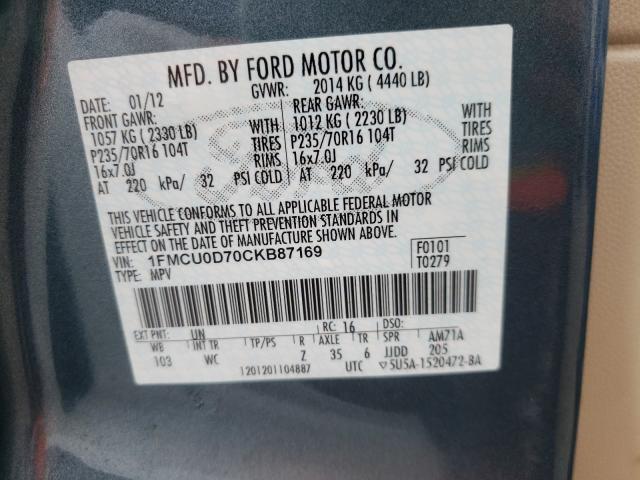 MFD. BY FORD MOTOR CO.
DATE: 01/12 GVWR: 2014 KG ( 4440 LB)
FRONT GAWR: REAR GAWR:
1057 KG ( 2330 LB) WITH 1012 KG ( 2230 LB) WITH
P235/70R16 104T TIRES P235/70R16 104T TIRES
16x7.0J RIMS 16x7.0J RIMS
AT 220 kPa/ 32 PSI COLD AT 220 kPa/ 32 PSI COLD
THIS VEHICLE CONFORMS TO ALL APPLICABLE FEDERAL MOTOR
VEHICLE SAFETY AND THEFT PREVENTION STANDARDS IN
EFFECT ON THE DATE OF MANUFACTURE SHOWN ABOVE.
VIN: 1FMCU0D70CKB87169 F0101
TYPE: MPV T0279
EXT PNT: UN RC: 16 DSO:
WB INT TR TP/PS R AXLE TR SPR AM71A
103 WC Z 35 6 JJDD 205
1201201104887 UTC 5U5A-1520472-BA